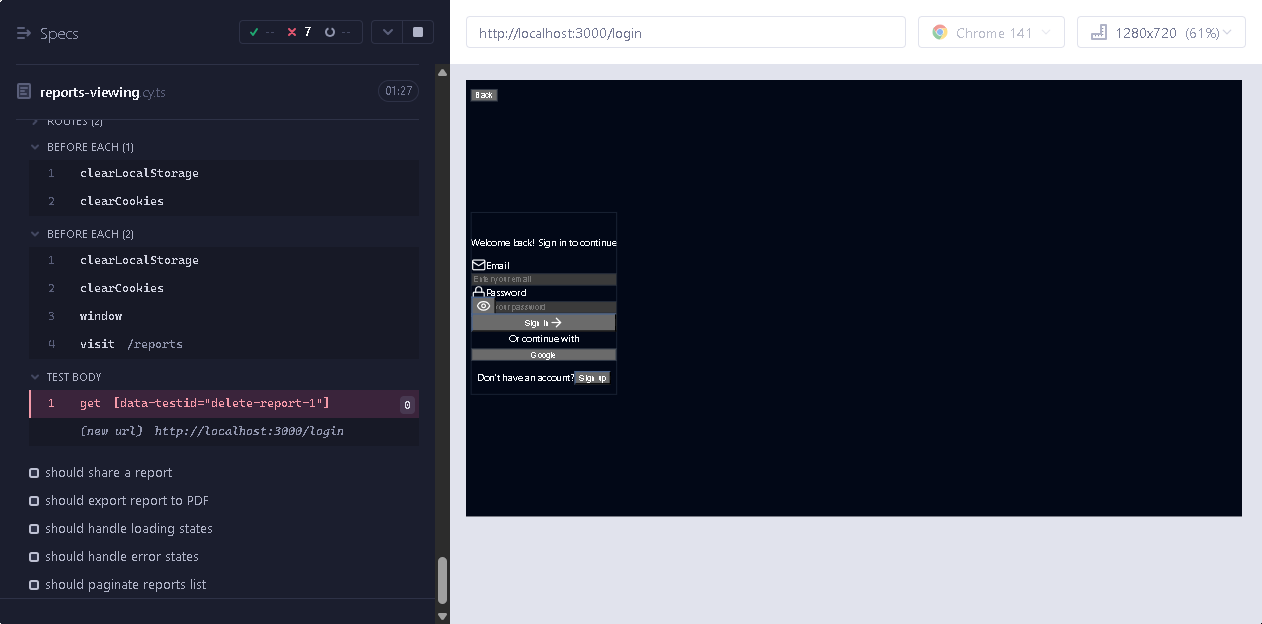 Specs
-- 7 --
reports-viewing.cy.ts 01:27
ROUTES (2)
BEFORE EACH (1)
1 clearLocalStorage
2 clearCookies
BEFORE EACH (2)
1 clearLocalStorage
2 clearCookies
3 window
4 visit /reports
TEST BODY
1 get [data-testid="delete-report-1"] 0
(new url) http://localhost:3000/login
should share a report
should export report to PDF
should handle loading states
should handle error states
should paginate reports list
http://localhost:3000/login
Chrome 141
1280x720 (61%)
Back
Welcome back! Sign in to continue
Email
Enter your email
Password
your password
Sign In
Or continue with
Google
Don't have an account? Sign up